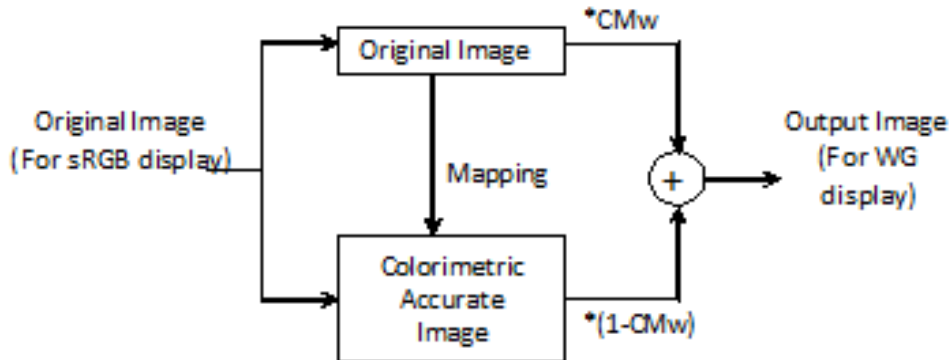 *CMw
Original Image
Original Image
(For sRGB display)
Mapping
Output Image
(For WG
display)
+
Colorimetric
Accurate
Image
*(1-CMw)